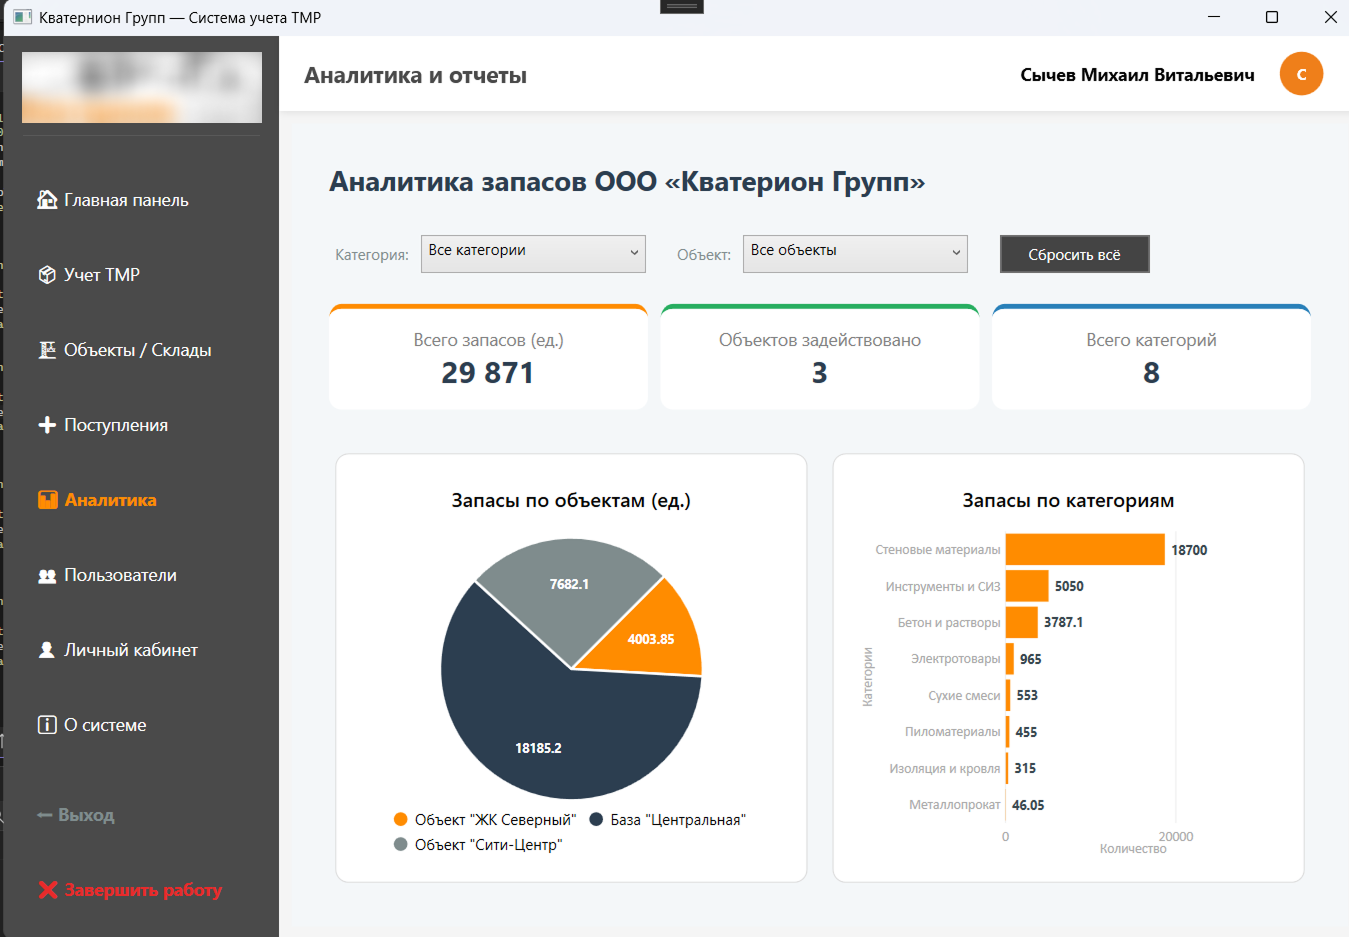 Кватернион Групп — Система учета ТМР
Аналитика и отчеты
Сычев Михаил Витальевич
С
Главная панель
Учет ТМР
Объекты / Склады
Поступления
Аналитика
Пользователи
Личный кабинет
О системе
Выход
Завершить работу
Аналитика запасов ООО «Кватерион Групп»
Категория:
Все категории
Объект:
Все объекты
Сбросить всё
Всего запасов (ед.)
29 871
Объектов задействовано
3
Всего категорий
8
Запасы по объектам (ед.)
7682.1
4003.85
18185.2
Объект "ЖК Северный"
База "Центральная"
Объект "Сити-Центр"
Запасы по категориям
Категории
Стеновые материалы 18700
Инструменты и СИЗ 5050
Бетон и растворы 3787.1
Электротовары 965
Сухие смеси 553
Пиломатериалы 455
Изоляция и кровля 315
Металлопрокат 46.05
0 20000
Количество